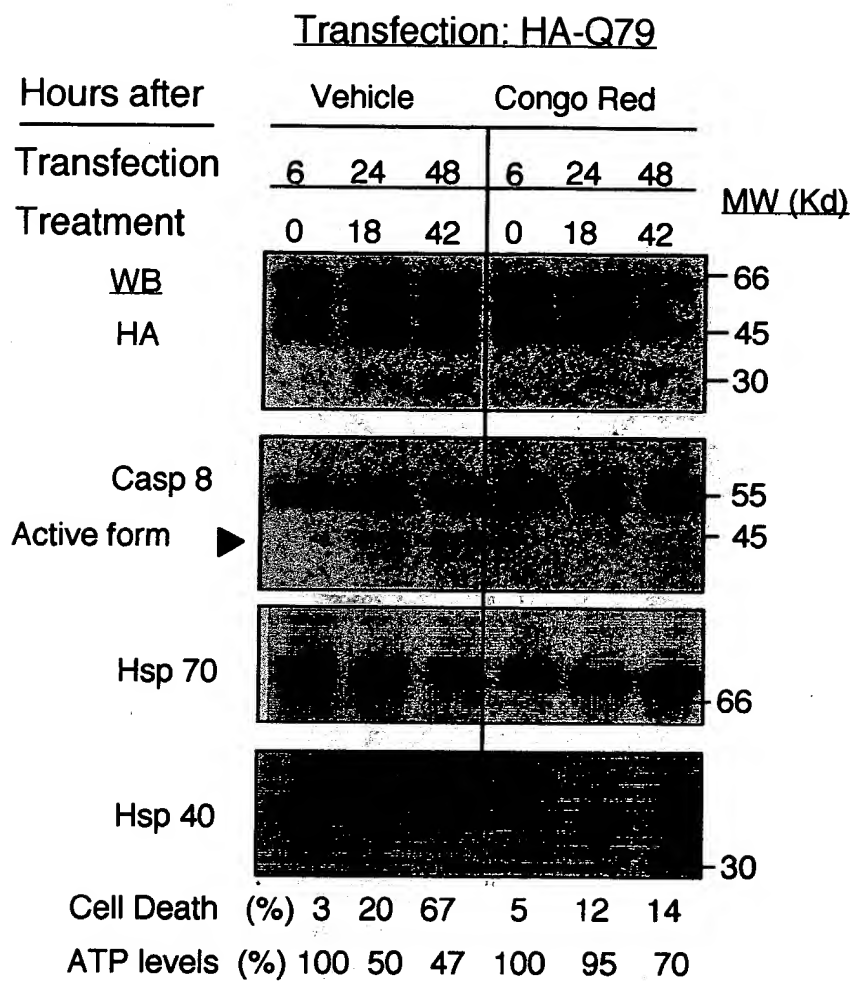 Transfection: HA-Q79
Hours after Vehicle Congo Red
Transfection 6 24 48 6 24 48
MW (Kd)
Treatment 0 18 42 0 18 42
WB 66
HA 45
30
Casp 8 55
Active form 45
Hsp 70
66
Hsp 40
30
Cell Death (%) 3 20 67 5 12 14
ATP levels (%) 100 50 47 100 95 70